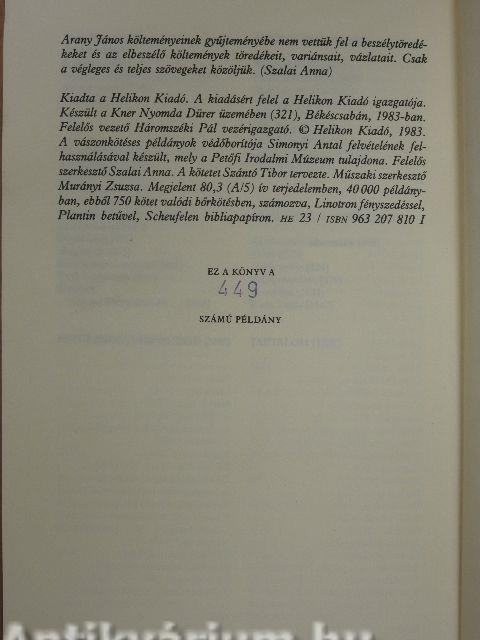 Arany János költeményeinek gyűjteményébe nem vettük fel a beszélytöredé-
keket és az elbeszélő költemények töredékeit, variánsait, vázlatait. Csak
a végleges és teljes szövegeket közöljük. (Szalai Anna)
Kiadta a Helikon Kiadó. A kiadásért felel a Helikon Kiadó igazgatója.
Készült a Kner Nyomda Dürer üzemében (321), Békéscsabán, 1983-ban.
Felelős vezető Háromszéki Pál vezérigazgató. © Helikon Kiadó, 1983.
A vászonkötéses példányok védőborítója Simonyi Antal felvételének fel-
használásával készült, mely a Petőfi Irodalmi Múzeum tulajdona. Felelős
szerkesztő Szalai Anna. A kötetet Szántó Tibor tervezte. Műszaki szerkesztő
Murányi Zsuzsa. Megjelent 80,3 (A/5) ív terjedelemben, 40 000 példány-
ban, ebből 750 kötet valódi bőrkötésben, számozva, Linotron fényszedéssel,
Plantin betűvel, Scheufelen bibliapapíron. HE 23 / ISBN 963 207 810 1
EZ A KÖNYV A
449
SZÁMÚ PÉLDÁNY
Antikvárium.hu